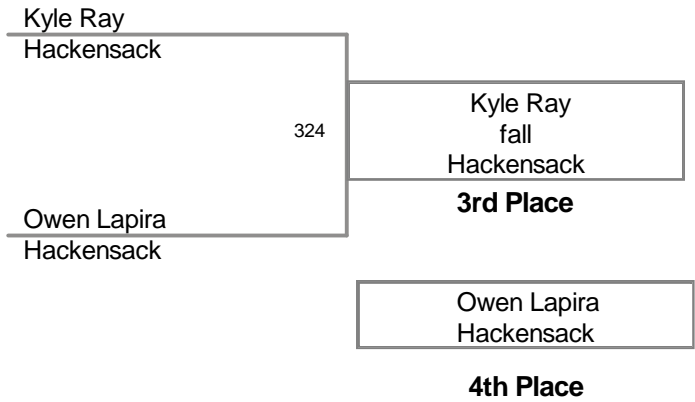 Kyle Ray
Hackensack
324
Kyle Ray
fall
Hackensack
3rd Place
Owen Lapira
Hackensack
Owen Lapira
Hackensack
4th Place